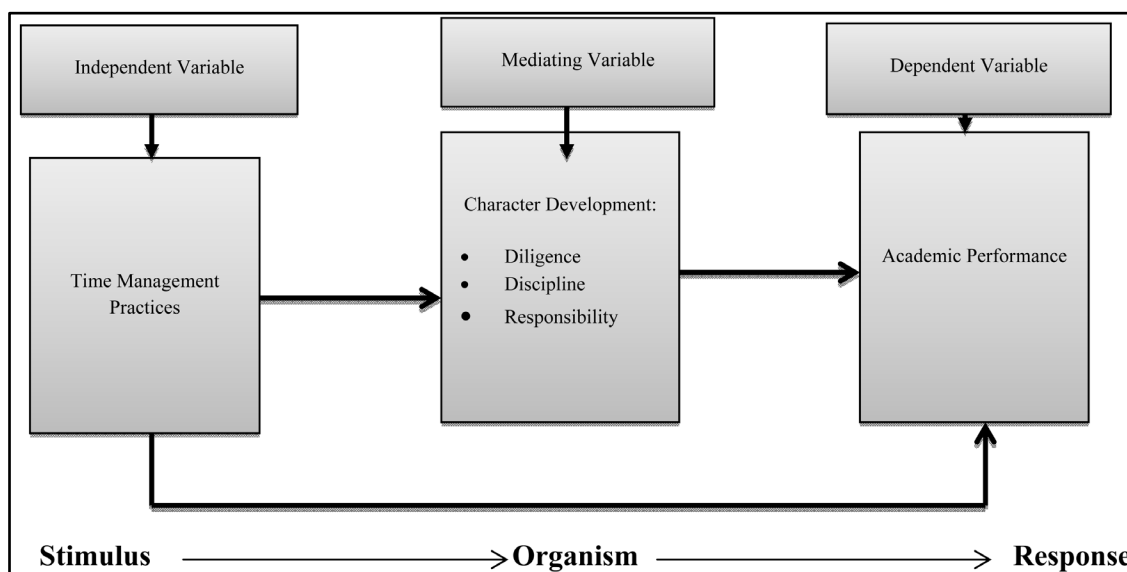 Independent Variable
Mediating Variable
Dependent Variable
Time Management
Practices
Character Development:
• Diligence
• Discipline
• Responsibility
Academic Performance
Stimulus
Organism
Response